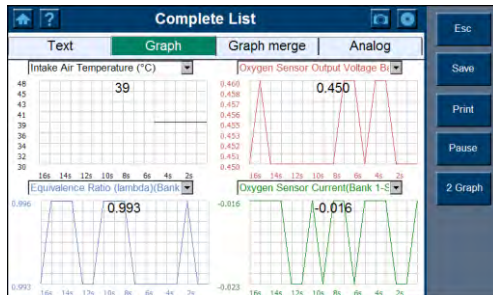 Complete List
Text Graph Graph merge Analog
Intake Air Temperature (°C)
39
48
45
43
41
39
36
34
32
30
16s 14s 12s 10s 8s 6s 4s 2s
Oxygen Sensor Output Voltage Ba
0.450
0.460
0.458
0.457
0.456
0.455
0.453
0.452
0.451
0.450
16s 14s 12s 10s 8s 6s 4s 2s
Equivalence Ratio (lambda)(Bank
0.993
0.996
0.993
16s 14s 12s 10s 8s 6s 4s 2s
Oxygen Sensor Current(Bank 1-S
-0.016
-0.016
-0.023
16s 14s 12s 10s 8s 6s 4s 2s
Esc
Save
Print
Pause
2 Graph